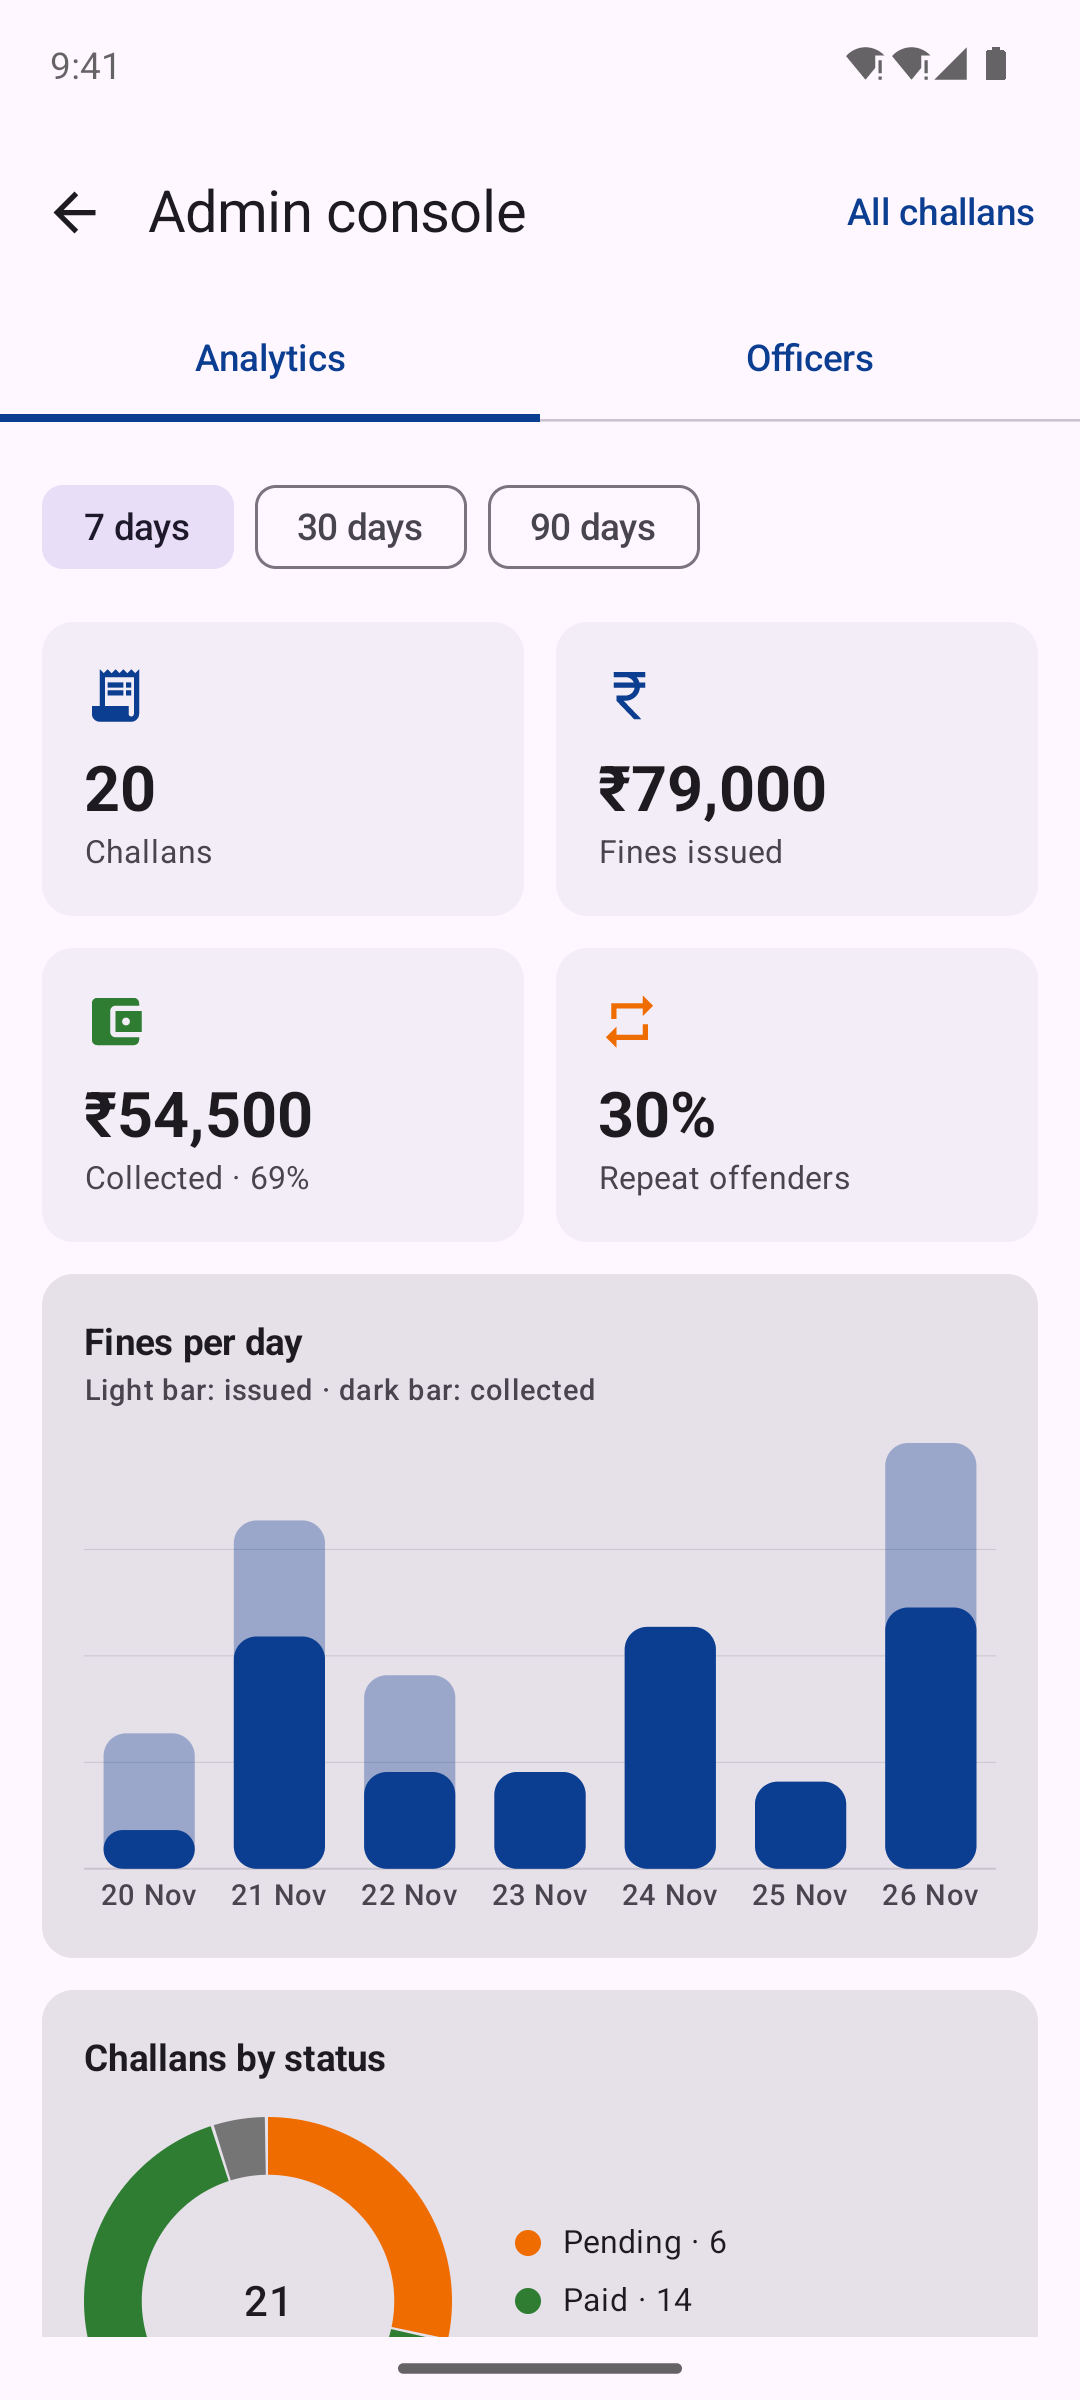 9:41
Admin console
All challans
Analytics
Officers
7 days
30 days
90 days
20
Challans
₹79,000
Fines issued
₹54,500
Collected · 69%
30%
Repeat offenders
Fines per day
Light bar: issued · dark bar: collected
20 Nov
21 Nov
22 Nov
23 Nov
24 Nov
25 Nov
26 Nov
Challans by status
21
Pending · 6
Paid · 14